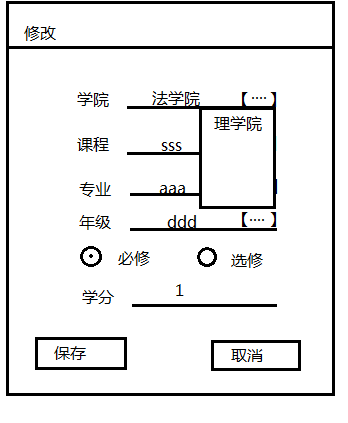 修改
学院 法学院 【····】
理学院
课程 sss
专业 aaa
年级 ddd 【····】
必修 选修
学分 1
保存 取消